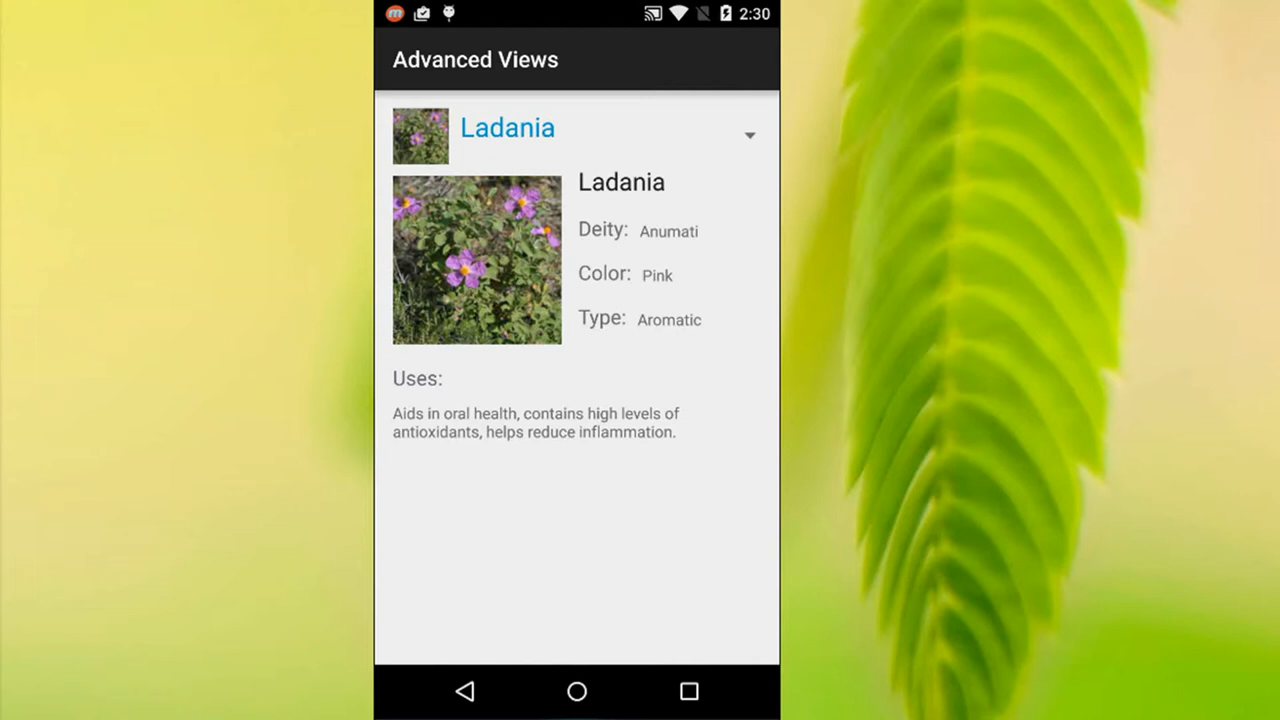 2:30
Advanced Views
Ladania
Ladania
Deity: Anumati
Color: Pink
Type: Aromatic
Uses:
Aids in oral health, contains high levels of
antioxidants, helps reduce inflammation.